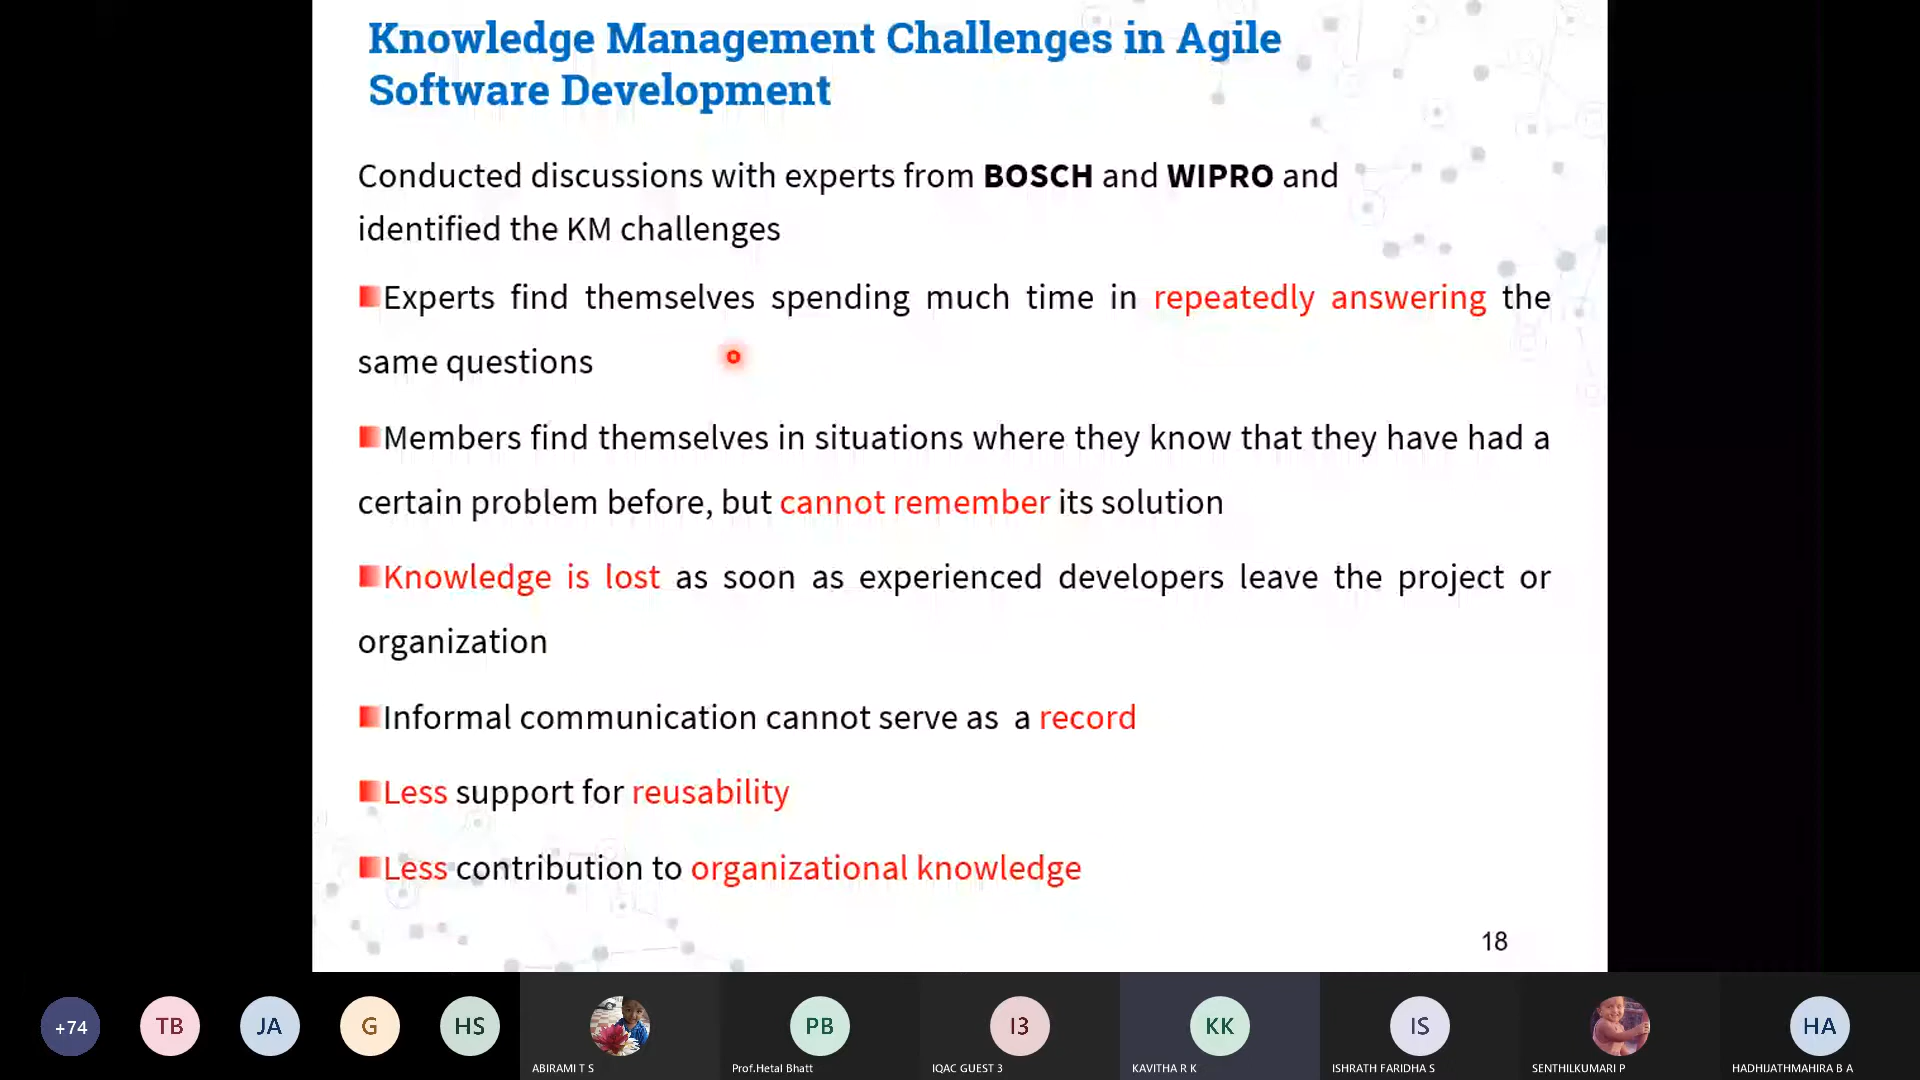 Knowledge Management Challenges in Agile
Software Development
Conducted discussions with experts from BOSCH and WIPRO and
identified the KM challenges
Experts find themselves spending much time in repeatedly answering the
same questions
Members find themselves in situations where they know that they have had a
certain problem before, but cannot remember its solution
Knowledge is lost as soon as experienced developers leave the project or
organization
Informal communication cannot serve as a record
Less support for reusability
Less contribution to organizational knowledge
18
+74 TB JA G HS PB I3 KK IS HA
ABIRAMI T S Prof.Hetal Bhatt IQAC GUEST 3 KAVITHA R K ISHRATH FARIDHA S SENTHILKUMARI P HADHIJATHMAHIRA B A